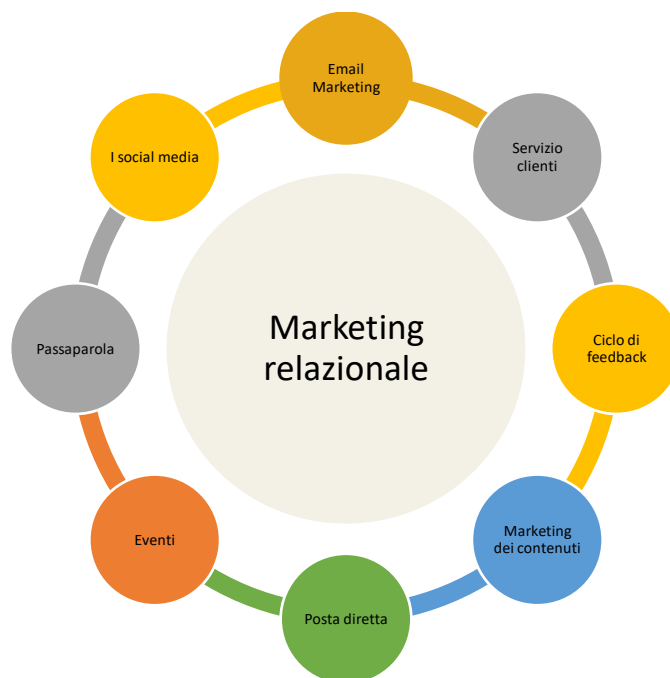 Email
Marketing
Servizio
clienti
Ciclo di
feedback
Marketing
dei contenuti
Posta diretta
Eventi
Passaparola
I social media
Marketing
relazionale